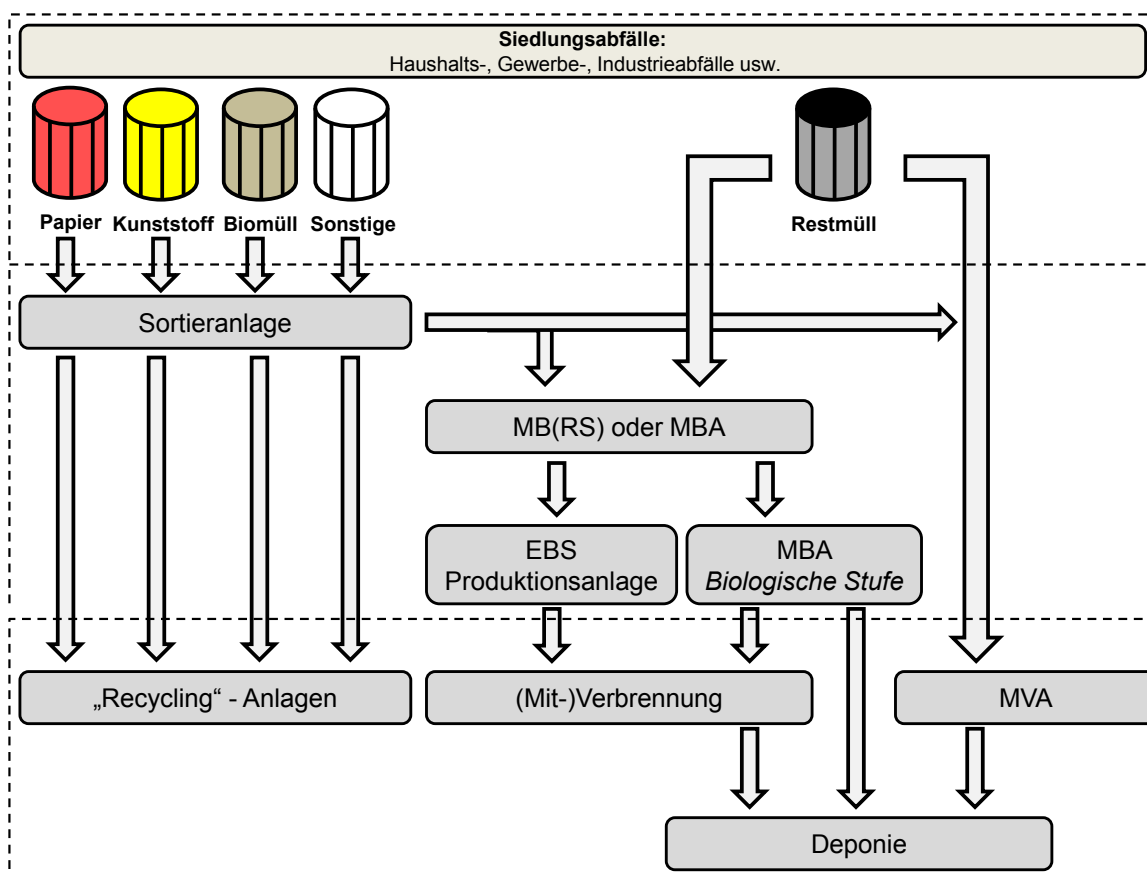 Siedlungsabfälle:
Haushalts-, Gewerbe-, Industrieabfälle usw.
Papier
Kunststoff
Biomüll
Sonstige
Restmüll
Sortieranlage
MB(RS) oder MBA
EBS
Produktionsanlage
MBA
Biologische Stufe
„Recycling“ - Anlagen
(Mit-)Verbrennung
MVA
Deponie